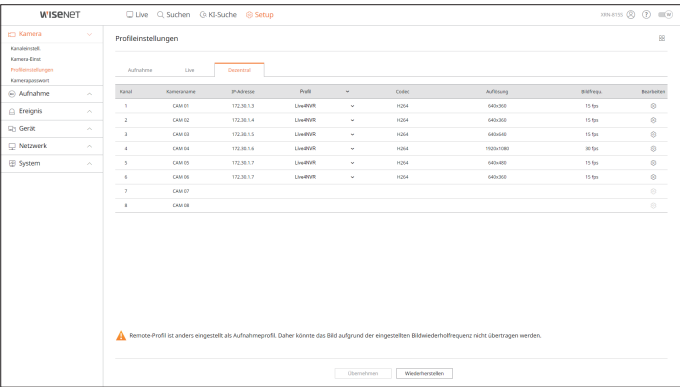 WISENET
Live Suchen KI-Suche Setup XRN-815S
Kamera
Kanaleinstell.
Kamera-Einst
Profileinstellungen
Kamerapasswort
Aufnahme
Ereignis
Gerät
Netzwerk
System
Profileinstellungen
Aufnahme Live Dezentral
Kanal Kameraname IP-Adresse Profil Codec Auflösung Bildfrequ. Bearbeiten
1 CAM 01 172.30.1.3 Live4NVR H264 640x360 15 fps
2 CAM 02 172.30.1.4 Live4NVR H264 640x360 15 fps
3 CAM 03 172.30.1.5 Live4NVR H264 640x640 15 fps
4 CAM 04 172.30.1.6 Live4NVR H264 1920x1080 30 fps
5 CAM 05 172.30.1.7 Live4NVR H264 640x480 15 fps
6 CAM 06 172.30.1.7 Live4NVR H264 640x360 15 fps
7 CAM 07
8 CAM 08
Remote-Profil ist anders eingestellt als Aufnahmeprofil. Daher könnte das Bild aufgrund der eingestellten Bildwiederholfrequenz nicht übertragen werden.
Übernehmen Wiederherstellen